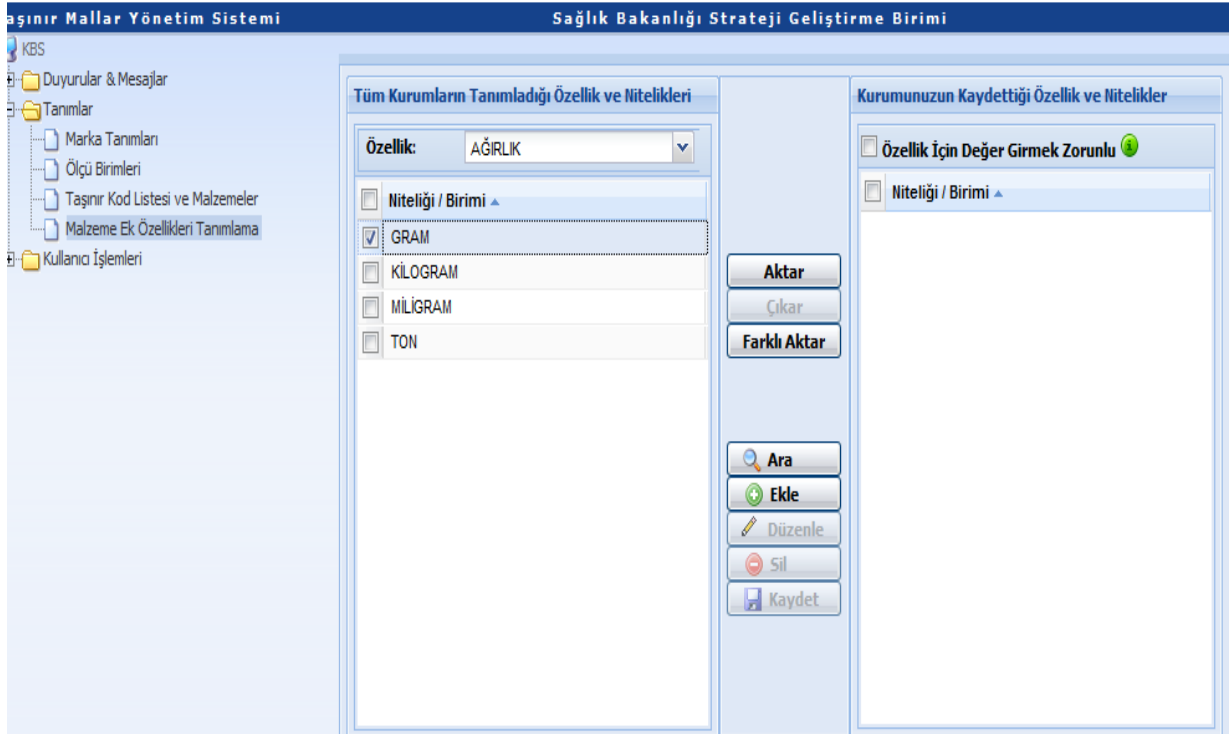 aşınır Mallar Yönetim Sistemi
Sağlık Bakanlığı Strateji Geliştirme Birimi
KBS
Duyurular & Mesajlar
Tanımlar
Marka Tanımları
Ölçü Birimleri
Taşınır Kod Listesi ve Malzemeler
Malzeme Ek Özellikleri Tanımlama
Kullanıcı İşlemleri
Tüm Kurumların Tanımladığı Özellik ve Nitelikleri
Özellik: AĞIRLIK
Niteliği / Birimi
GRAM
KİLOGRAM
MİLİGRAM
TON
Aktar
Çıkar
Farklı Aktar
Ara
Ekle
Düzenle
Sil
Kaydet
Kurumunuzun Kaydettiği Özellik ve Nitelikler
Özellik İçin Değer Girmek Zorunlu
Niteliği / Birimi